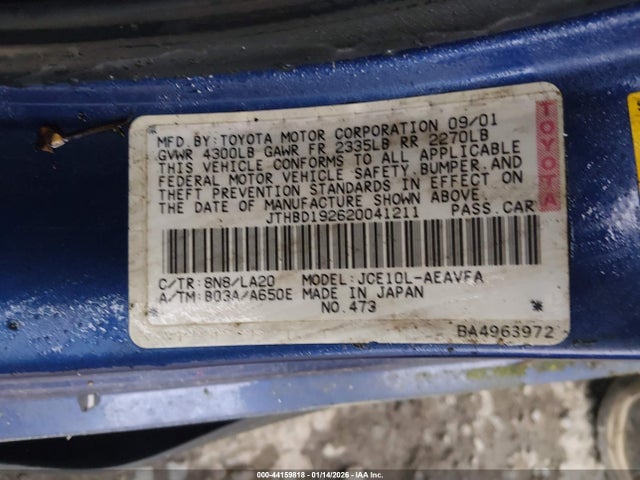 MFD. BY: TOYOTA MOTOR CORPORATION 09/01
GVWR 4300LB GAWR FR 2335LB RR 2270LB
THIS VEHICLE CONFORMS TO ALL APPLICABLE
FEDERAL MOTOR VEHICLE SAFETY, BUMPER, AND
THEFT PREVENTION STANDARDS IN EFFECT ON
THE DATE OF MANUFACTURE SHOWN ABOVE.
JTHBD192620041211 PASS. CAR
TOYOTA
C/TR: 8N8/LA20 MODEL: JCE10L-AEAVFA
A/TM: B03A/A650E MADE IN JAPAN
NO. 473
BA4963972
000-44159818 | 01/14/2026 | IAA Inc.